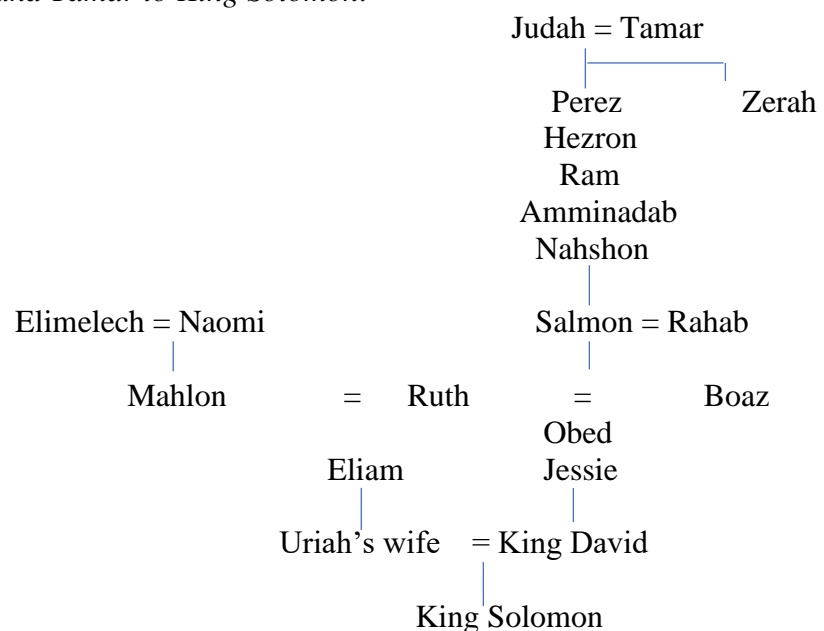 and Tamar to King Solomon.
Judah = Tamar
Perez Zerah
Hezron
Ram
Amminadab
Nahshon
Elimelech = Naomi Salmon = Rahab
Mahlon = Ruth = Boaz
Obed
Eliam Jessie
Uriah’s wife = King David
King Solomon